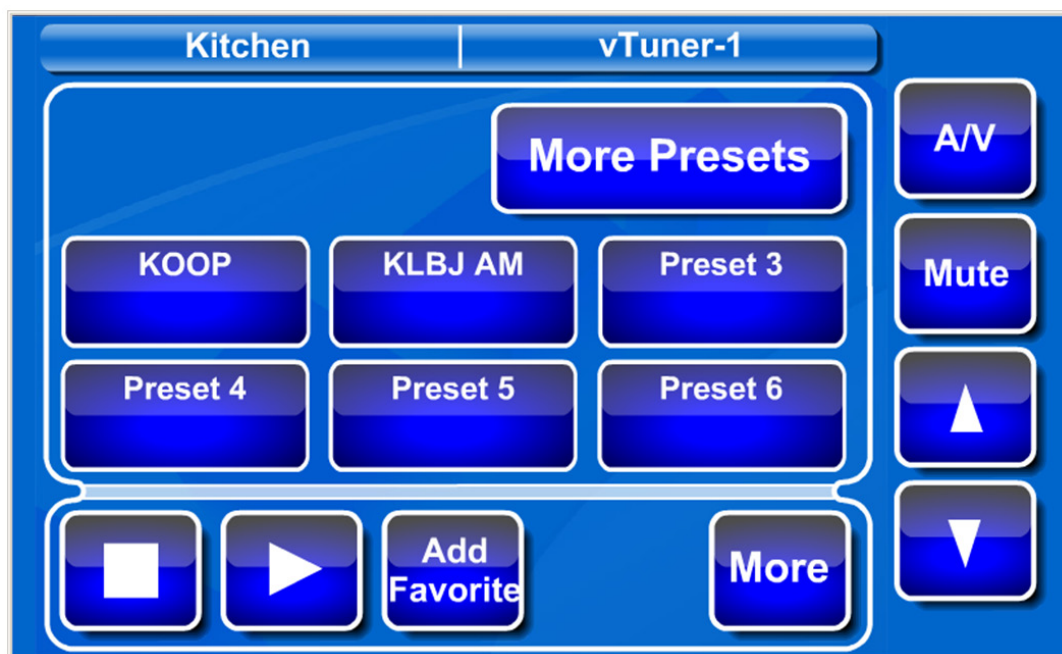 Kitchen
vTuner-1
More Presets
A/V
KOOP
KLBJ AM
Preset 3
Mute
Preset 4
Preset 5
Preset 6
Add
Favorite
More